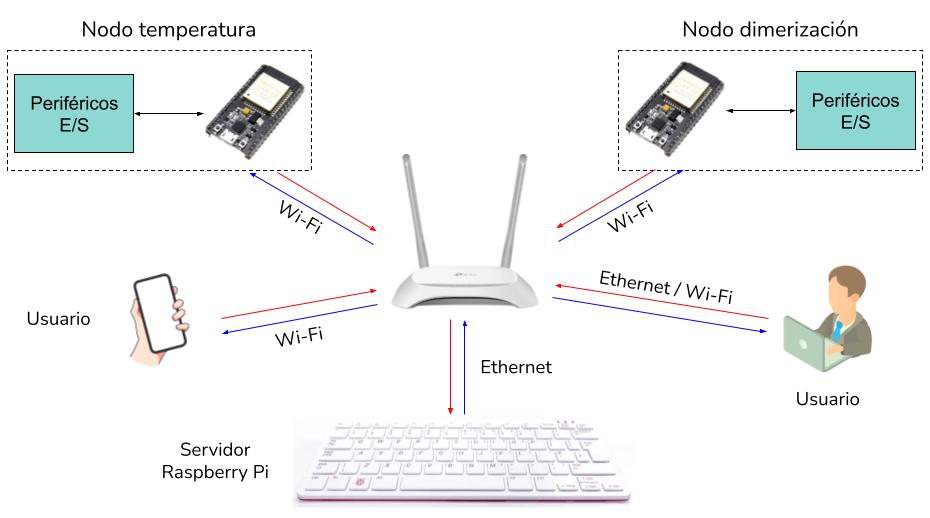 Nodo temperatura
Nodo dimerización
Periféricos
E/S
Periféricos
E/S
Wi-Fi
Wi-Fi
Usuario
Wi-Fi
Ethernet / Wi-Fi
Usuario
Ethernet
Servidor
Raspberry Pi